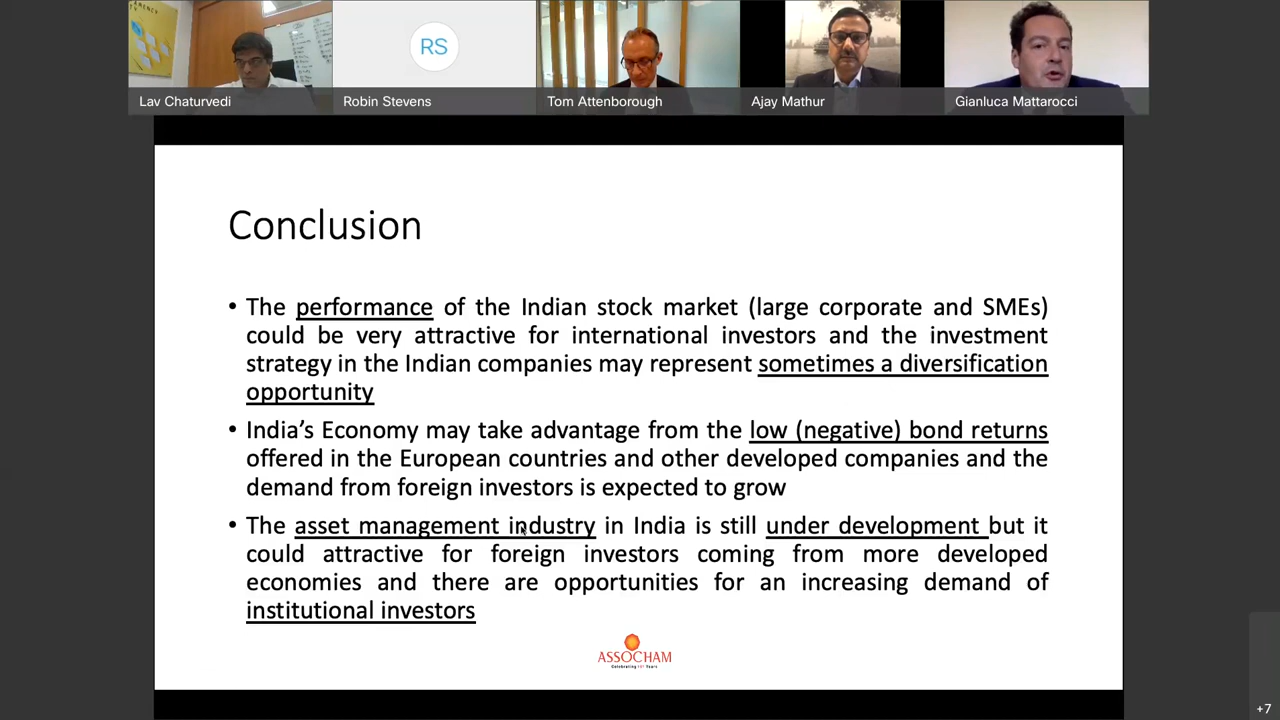 RS
Lav Chaturvedi
Robin Stevens
Tom Attenborough
Ajay Mathur
Gianluca Mattarocci
Conclusion
• The performance of the Indian stock market (large corporate and SMEs)
could be very attractive for international investors and the investment
strategy in the Indian companies may represent sometimes a diversification
opportunity
• India’s Economy may take advantage from the low (negative) bond returns
offered in the European countries and other developed companies and the
demand from foreign investors is expected to grow
• The asset management industry in India is still under development but it
could attractive for foreign investors coming from more developed
economies and there are opportunities for an increasing demand of
institutional investors
ASSOCHAM
+7